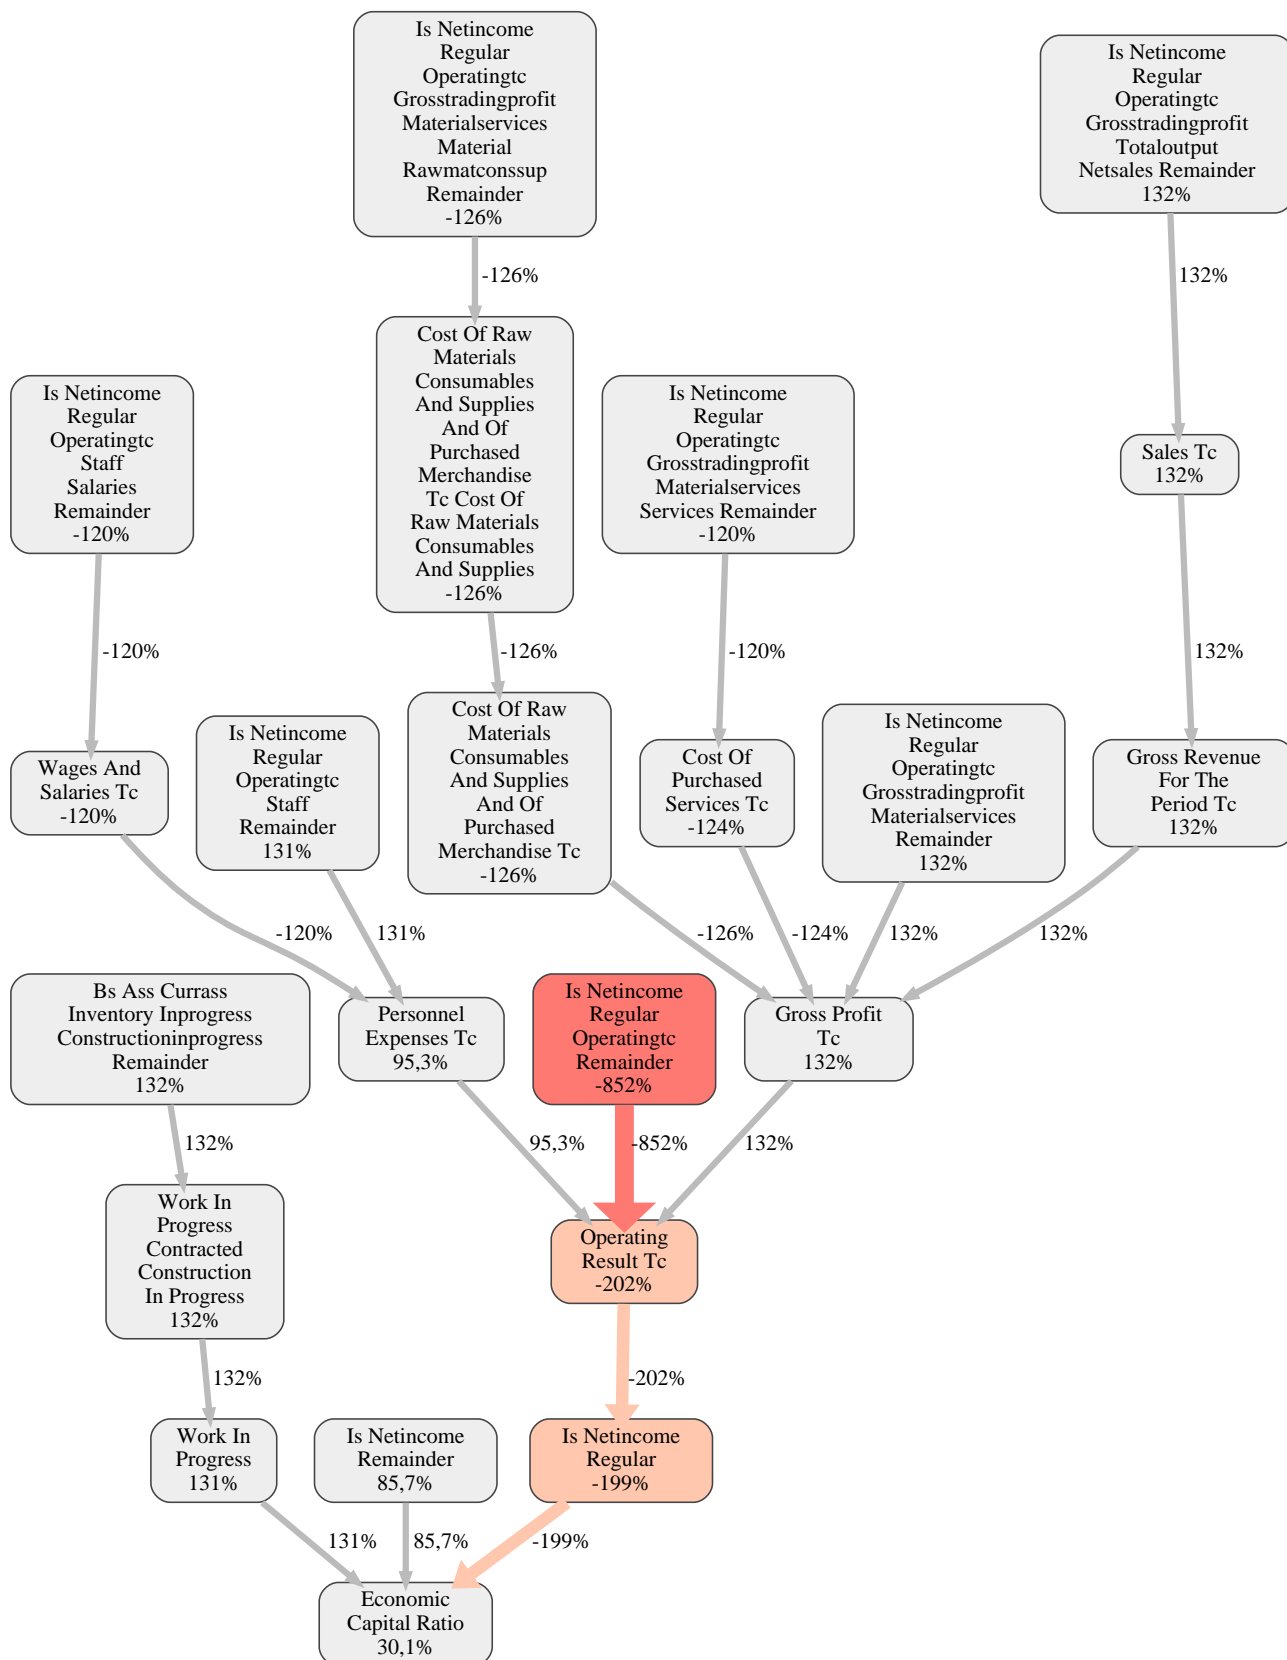 Is Netincome
Regular
Operatingtc
Grosstradingprofit
Materialservices
Material
Rawmatconssup
Remainder
-126%
Is Netincome
Regular
Operatingtc
Grosstradingprofit
Totaloutput
Netsales Remainder
132%
-126%
132%
Cost Of Raw
Materials
Consumables
And Supplies
And Of
Purchased
Merchandise
Tc Cost Of
Raw Materials
Consumables
And Supplies
-126%
Is Netincome
Regular
Operatingtc
Staff
Salaries
Remainder
-120%
Is Netincome
Regular
Operatingtc
Grosstradingprofit
Materialservices
Services Remainder
-120%
Sales Tc
132%
-120%
-126%
-120%
132%
Wages And
Salaries Tc
-120%
Is Netincome
Regular
Operatingtc
Staff
Remainder
131%
Cost Of Raw
Materials
Consumables
And Supplies
And Of
Purchased
Merchandise Tc
-126%
Cost Of
Purchased
Services Tc
-124%
Is Netincome
Regular
Operatingtc
Grosstradingprofit
Materialservices
Remainder
132%
Gross Revenue
For The
Period Tc
132%
-120%
131%
-126%
-124%
132%
132%
Bs Ass Currass
Inventory Inprogress
Constructioninprogress
Remainder
132%
Personnel
Expenses Tc
95,3%
Is Netincome
Regular
Operatingtc
Remainder
-852%
Gross Profit
Tc
132%
132%
95,3%
-852%
132%
Work In
Progress
Contracted
Construction
In Progress
132%
Operating
Result Tc
-202%
132%
-202%
Work In
Progress
131%
Is Netincome
Remainder
85,7%
Is Netincome
Regular
-199%
131%
85,7%
-199%
Economic
Capital Ratio
30,1%